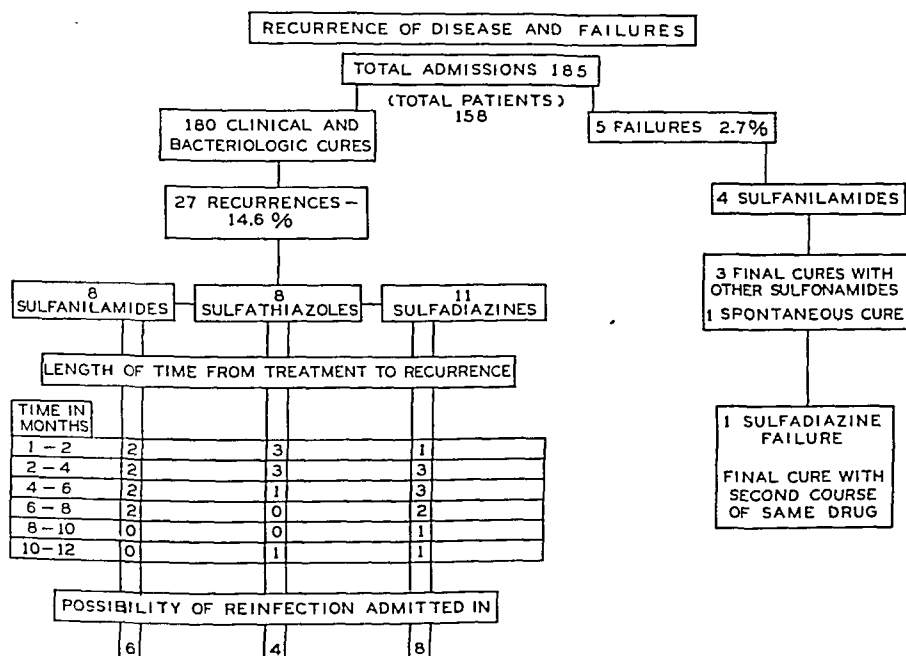 RECURRENCE OF DISEASE AND FAILURES
TOTAL ADMISSIONS 185
(TOTAL PATIENTS)
158
180 CLINICAL AND
BACTERIOLOGIC CURES
5 FAILURES 2.7%
27 RECURRENCES –
14.6 %
4 SULFANILAMIDES
3 FINAL CURES WITH
OTHER SULFONAMIDES
1 SPONTANEOUS CURE
8
SULFANILAMIDES
8
SULFATHIAZOLES
11
SULFADIAZINES
LENGTH OF TIME FROM TREATMENT TO RECURRENCE
1 SULFADIAZINE
FAILURE
FINAL CURE WITH
SECOND COURSE
OF SAME DRUG
TIME IN
MONTHS
1 – 2 2 3 1
2 – 4 2 3 3
4 – 6 2 1 3
6 – 8 2 0 2
8 – 10 0 0 1
10 – 12 0 1 1
POSSIBILITY OF REINFECTION ADMITTED IN
6 4 8